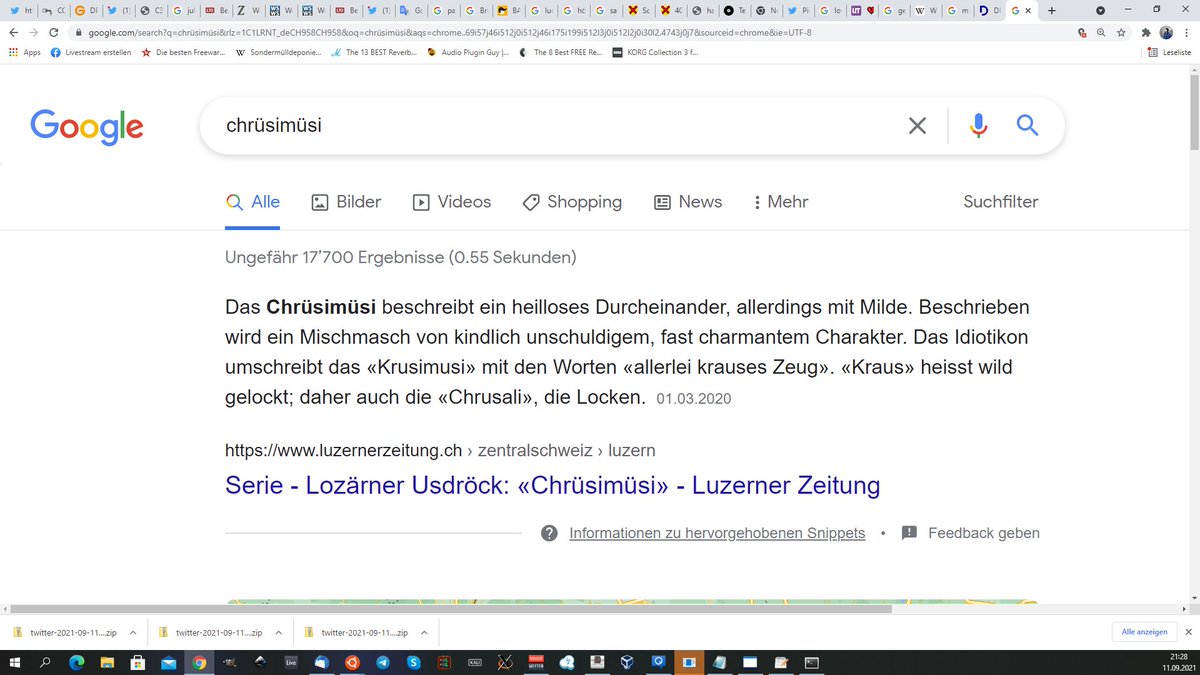 google.com/search?q=chrüsimüsi&rlz=1C1LRNT_deCH958CH958&oq=chrüsimüsi&aqs=chrome..69i57j46i512j0i512j46i175i199i512l3j0i512l2j0i30l2.4743j0j7&sourceid=chrome&ie=UTF-8
Apps Livestream erstellen Die besten Freewar... Sondermülldeponie... The 13 BEST Reverb... Audio Plugin Guy |... The 8 Best FREE Re... KORG Collection 3 f... Leseliste
Google
chrüsimüsi
Alle Bilder Videos Shopping News Mehr Suchfilter
Ungefähr 17’700 Ergebnisse (0.55 Sekunden)
Das Chrüsimüsi beschreibt ein heilloses Durcheinander, allerdings mit Milde. Beschrieben
wird ein Mischmasch von kindlich unschuldigem, fast charmantem Charakter. Das Idiotikon
umschreibt das «Krusimusi» mit den Worten «allerlei krauses Zeug». «Kraus» heisst wild
gelockt; daher auch die «Chrusali», die Locken. 01.03.2020
https://www.luzernerzeitung.ch › zentralschweiz › luzern
Serie - Lozärner Usdröck: «Chrüsimüsi» - Luzerner Zeitung
Informationen zu hervorgehobenen Snippets • Feedback geben
twitter-2021-09-11....zip twitter-2021-09-11....zip twitter-2021-09-11....zip Alle anzeigen
Live
21:28
11.09.2021